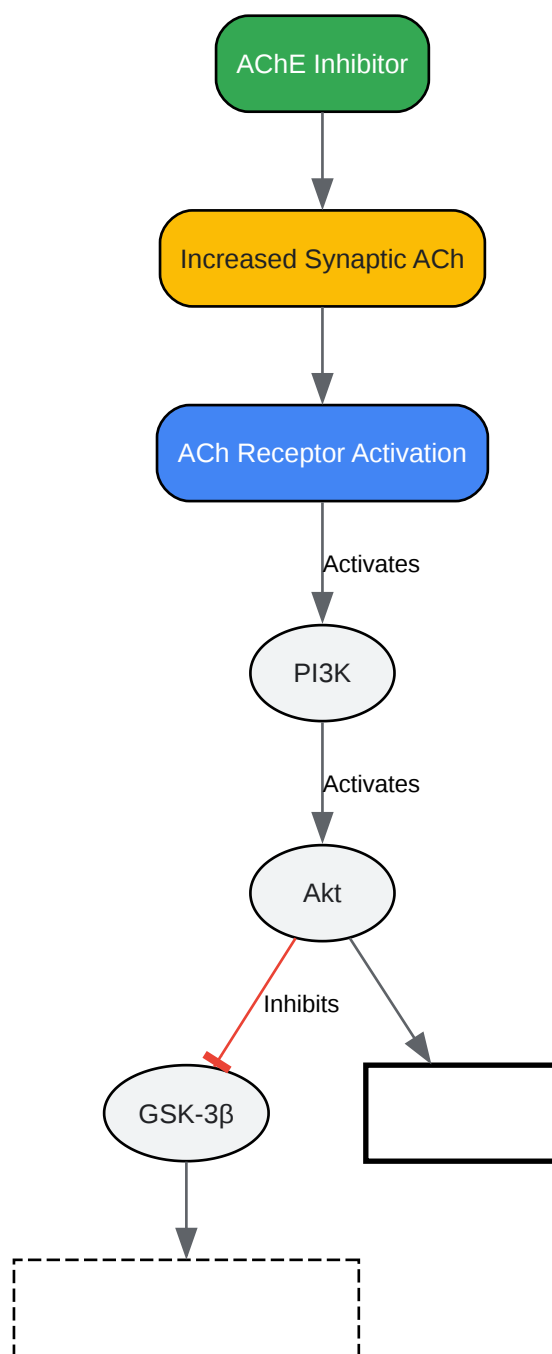 AChE Inhibitor
Increased Synaptic ACh
ACh Receptor Activation
Activates
PI3K
Activates
Akt
Inhibits
GSK-3β